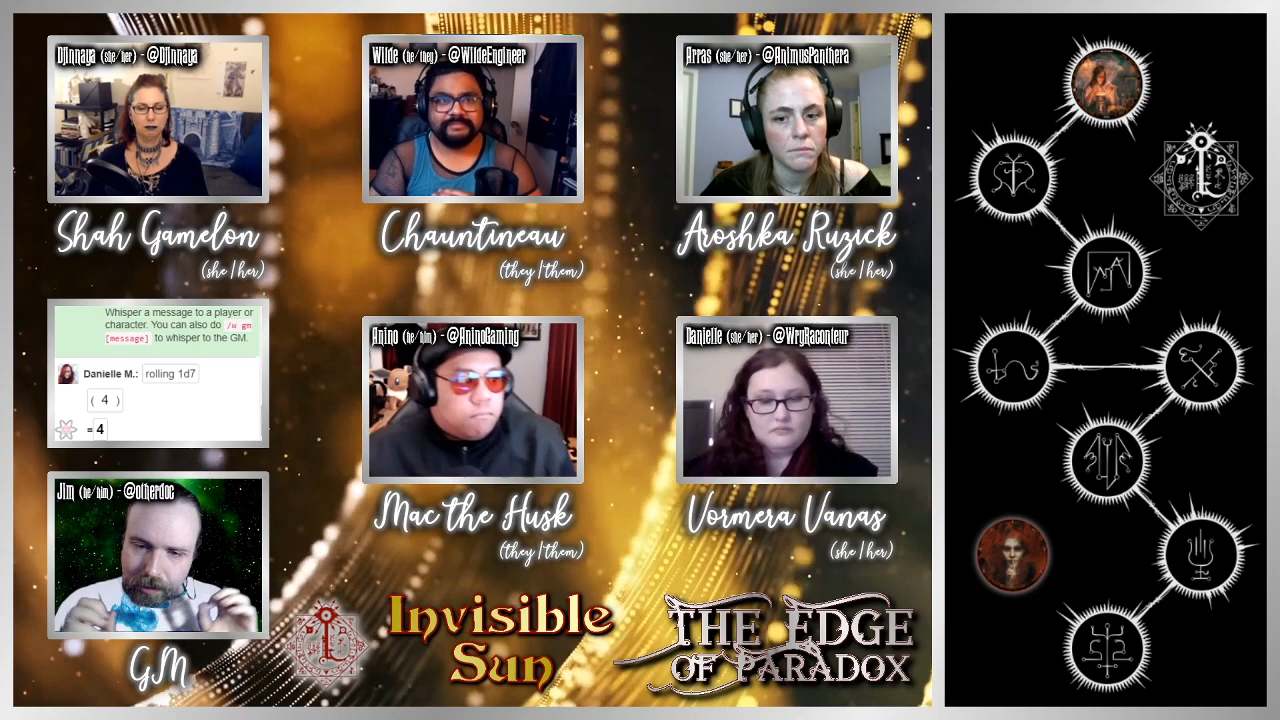 Djinnaya (she/her) - @Djinnaya
Wilde (he/they) - @WildeEngineer
Arras (she/her) - @AnimusPanthera
Shah Gamelon
(she/her)
Chauntineau
(they/them)
Aroshka Ruzick
(she/her)
Whisper a message to a player or
character. You can also do /w gm
[message] to whisper to the GM.
Danielle M.: rolling 1d7
( 4 )
=4
Anino (he/him) - @AninoGaming
Danielle (she/her) - @WryRaconteur
Mac the Husk
(they/them)
Vormera Vanas
(she/her)
Jim (he/him) - @otherdoc
GM
Invisible
Sun
THE EDGE
OF PARADOX